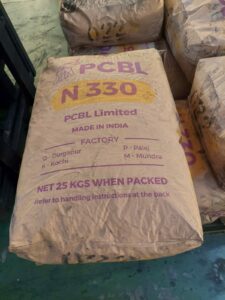 PCBL
N 330
PCBL Limited
MADE IN INDIA
FACTORY
D - Durgapur P - Palej
K - Kochi M - Mundra
NET 25 KGS WHEN PACKED
Refer to handling instructions at the back